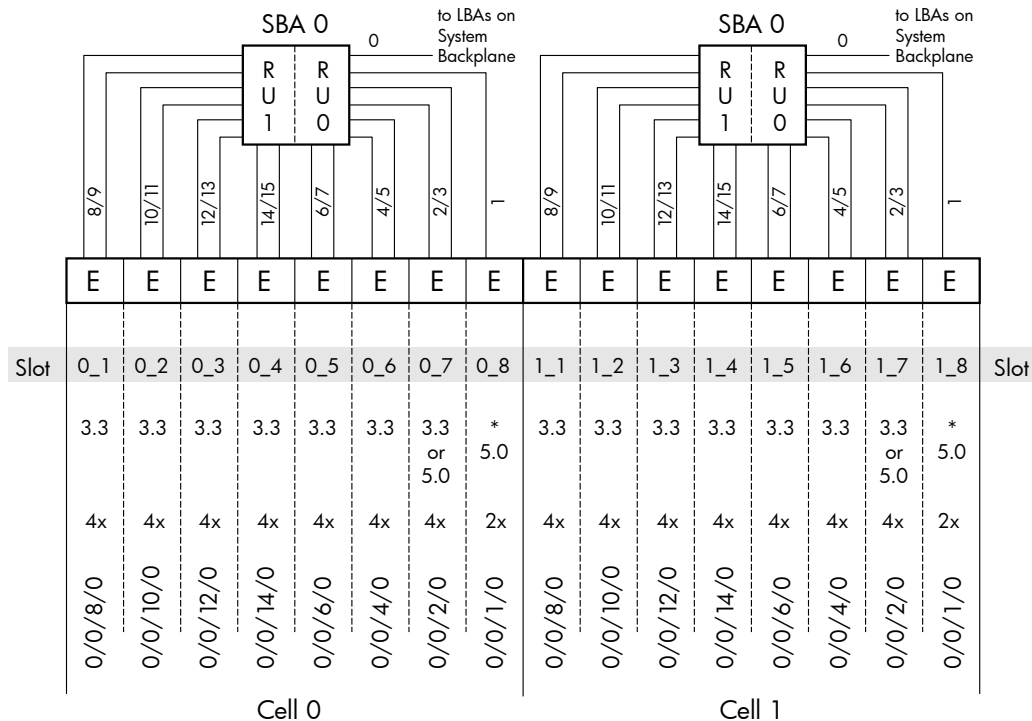 SBA 0
0
to LBAs on
System
Backplane
RU1
RU0
8/9
10/11
12/13
14/15
6/7
4/5
2/3
1
SBA 0
0
to LBAs on
System
Backplane
RU1
RU0
8/9
10/11
12/13
14/15
6/7
4/5
2/3
1
E E E E E E E E E E E E E E E E
Slot 0_1 0_2 0_3 0_4 0_5 0_6 0_7 0_8 1_1 1_2 1_3 1_4 1_5 1_6 1_7 1_8 Slot
3.3 3.3 3.3 3.3 3.3 3.3 3.3 * 3.3 3.3 3.3 3.3 3.3 3.3 3.3 *
or 5.0 or 5.0
5.0 5.0
4x 4x 4x 4x 4x 4x 4x 2x 4x 4x 4x 4x 4x 4x 4x 2x
0/0/8/0
0/0/10/0
0/0/12/0
0/0/14/0
0/0/6/0
0/0/4/0
0/0/2/0
0/0/1/0
0/0/8/0
0/0/10/0
0/0/12/0
0/0/14/0
0/0/6/0
0/0/4/0
0/0/2/0
0/0/1/0
Cell 0 Cell 1